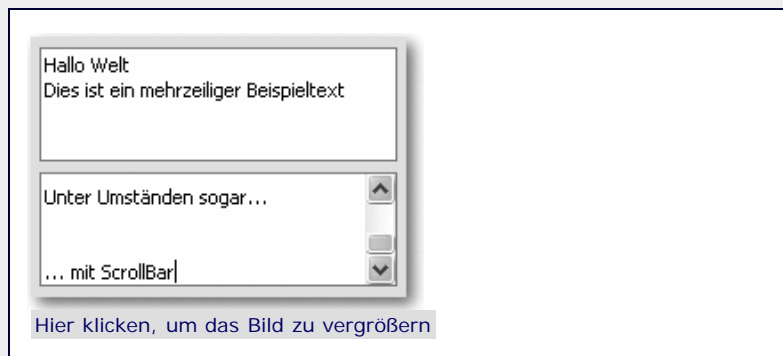 Hallo Welt
Dies ist ein mehrzeiliger Beispieltext
Unter Umständen sogar...
... mit ScrollBar
Hier klicken, um das Bild zu vergrößern